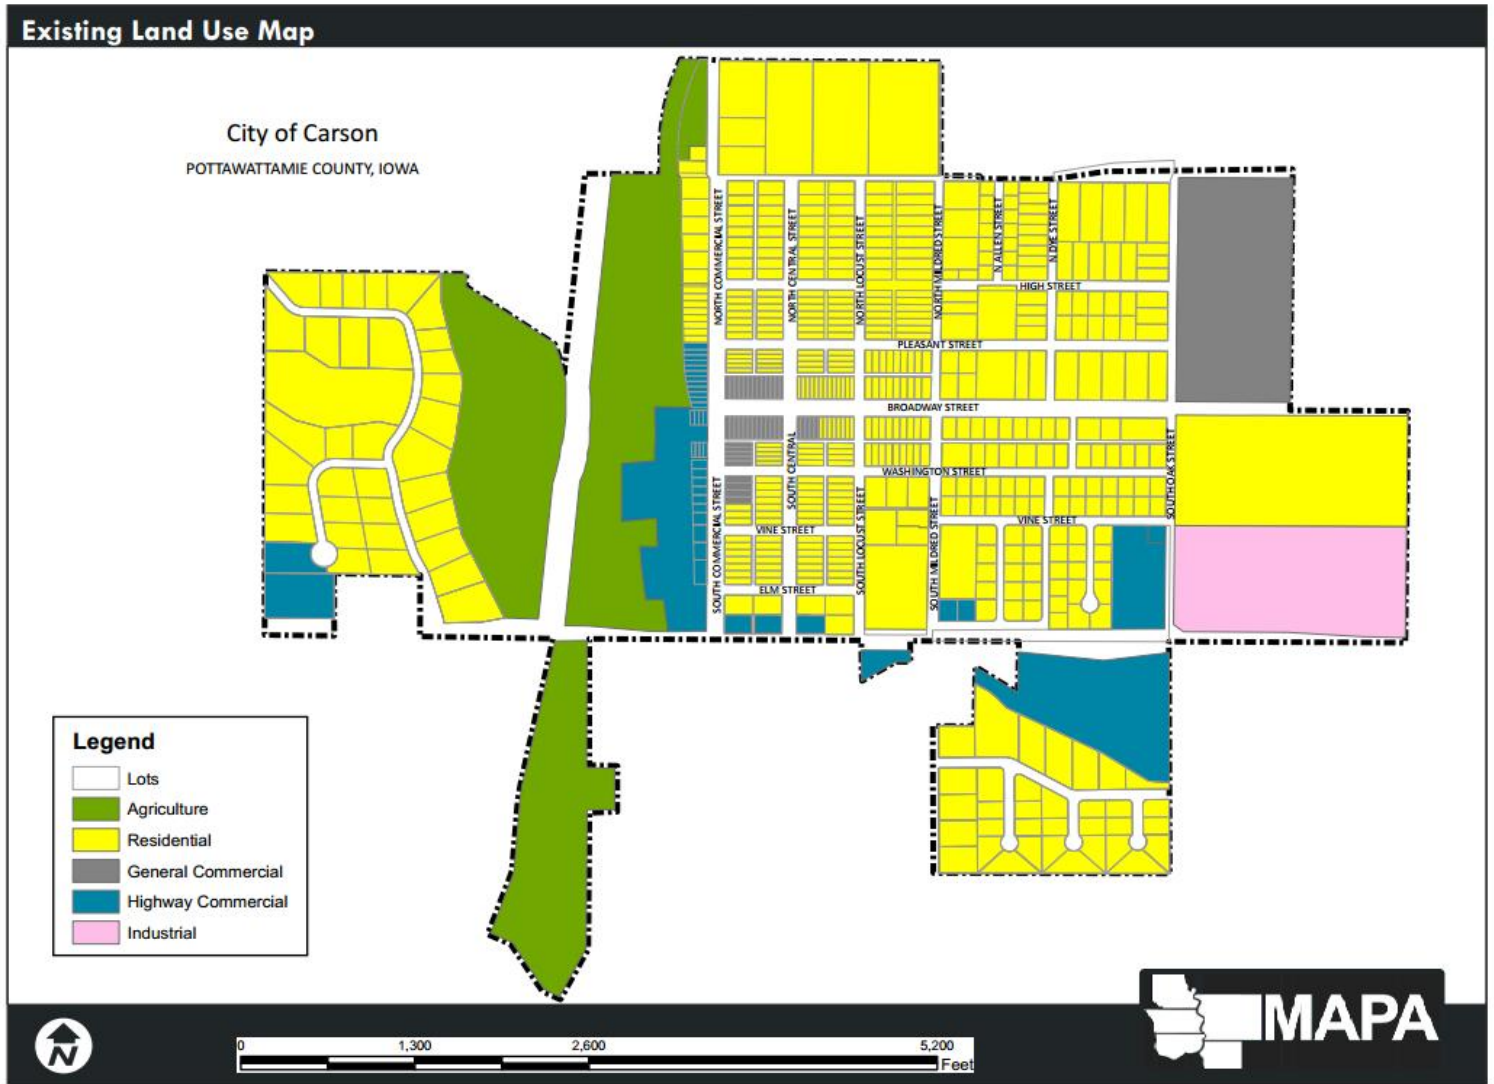 Existing Land Use Map
City of Carson
POTTAWATTAMIE COUNTY, IOWA
NORTH COMMERCIAL STREET
NORTH CENTRAL STREET
NORTH LOCUST STREET
NORTH MILDRED STREET
N ALLEN STREET
N DYE STREET
HIGH STREET
PLEASANT STREET
BROADWAY STREET
SOUTH CENTRAL
WASHINGTON STREET
SOUTH OAK STREET
SOUTH COMMERCIAL STREET
SOUTH LOCUST STREET
SOUTH MILDRED STREET
VINE STREET
VINE STREET
ELM STREET
Legend
Lots
Agriculture
Residential
General Commercial
Highway Commercial
Industrial
N
0 1,300 2,600 5,200
Feet
MAPA